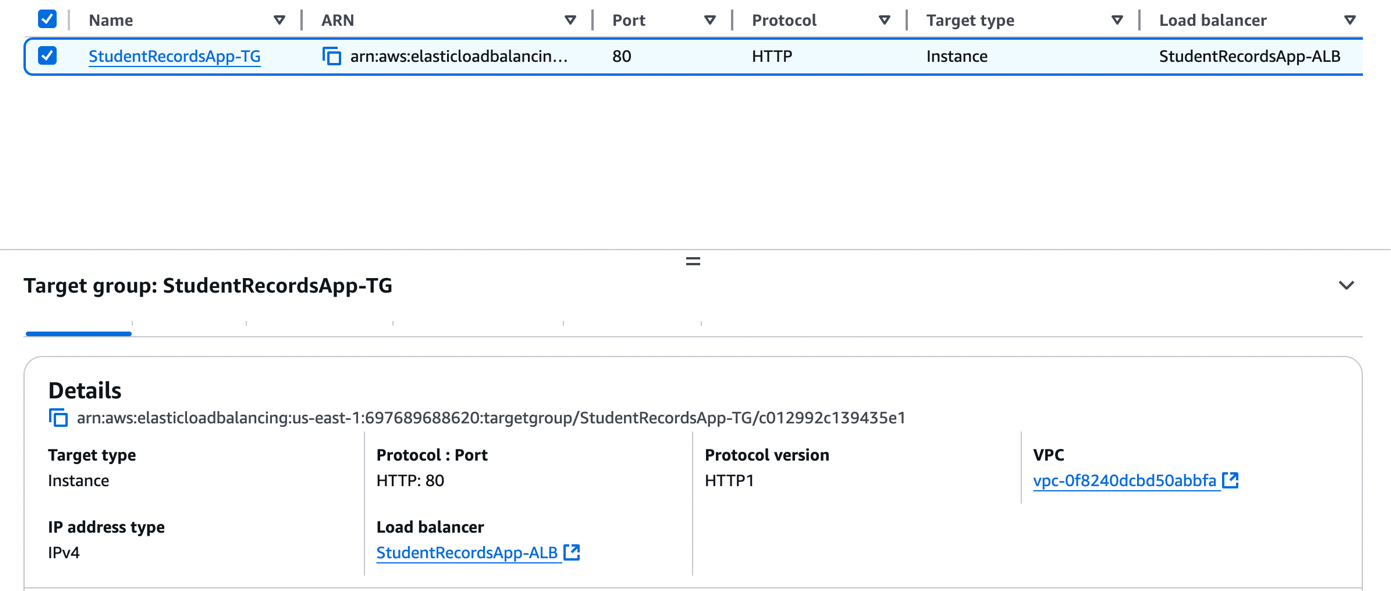 Name ARN Port Protocol Target type Load balancer
StudentRecordsApp-TG arn:aws:elasticloadbalancin... 80 HTTP Instance StudentRecordsApp-ALB
Target group: StudentRecordsApp-TG
Details
arn:aws:elasticloadbalancing:us-east-1:697689688620:targetgroup/StudentRecordsApp-TG/c012992c139435e1
Target type Protocol : Port Protocol version VPC
Instance HTTP: 80 HTTP1 vpc-0f8240dcbd50abbfa
IP address type Load balancer
IPv4 StudentRecordsApp-ALB